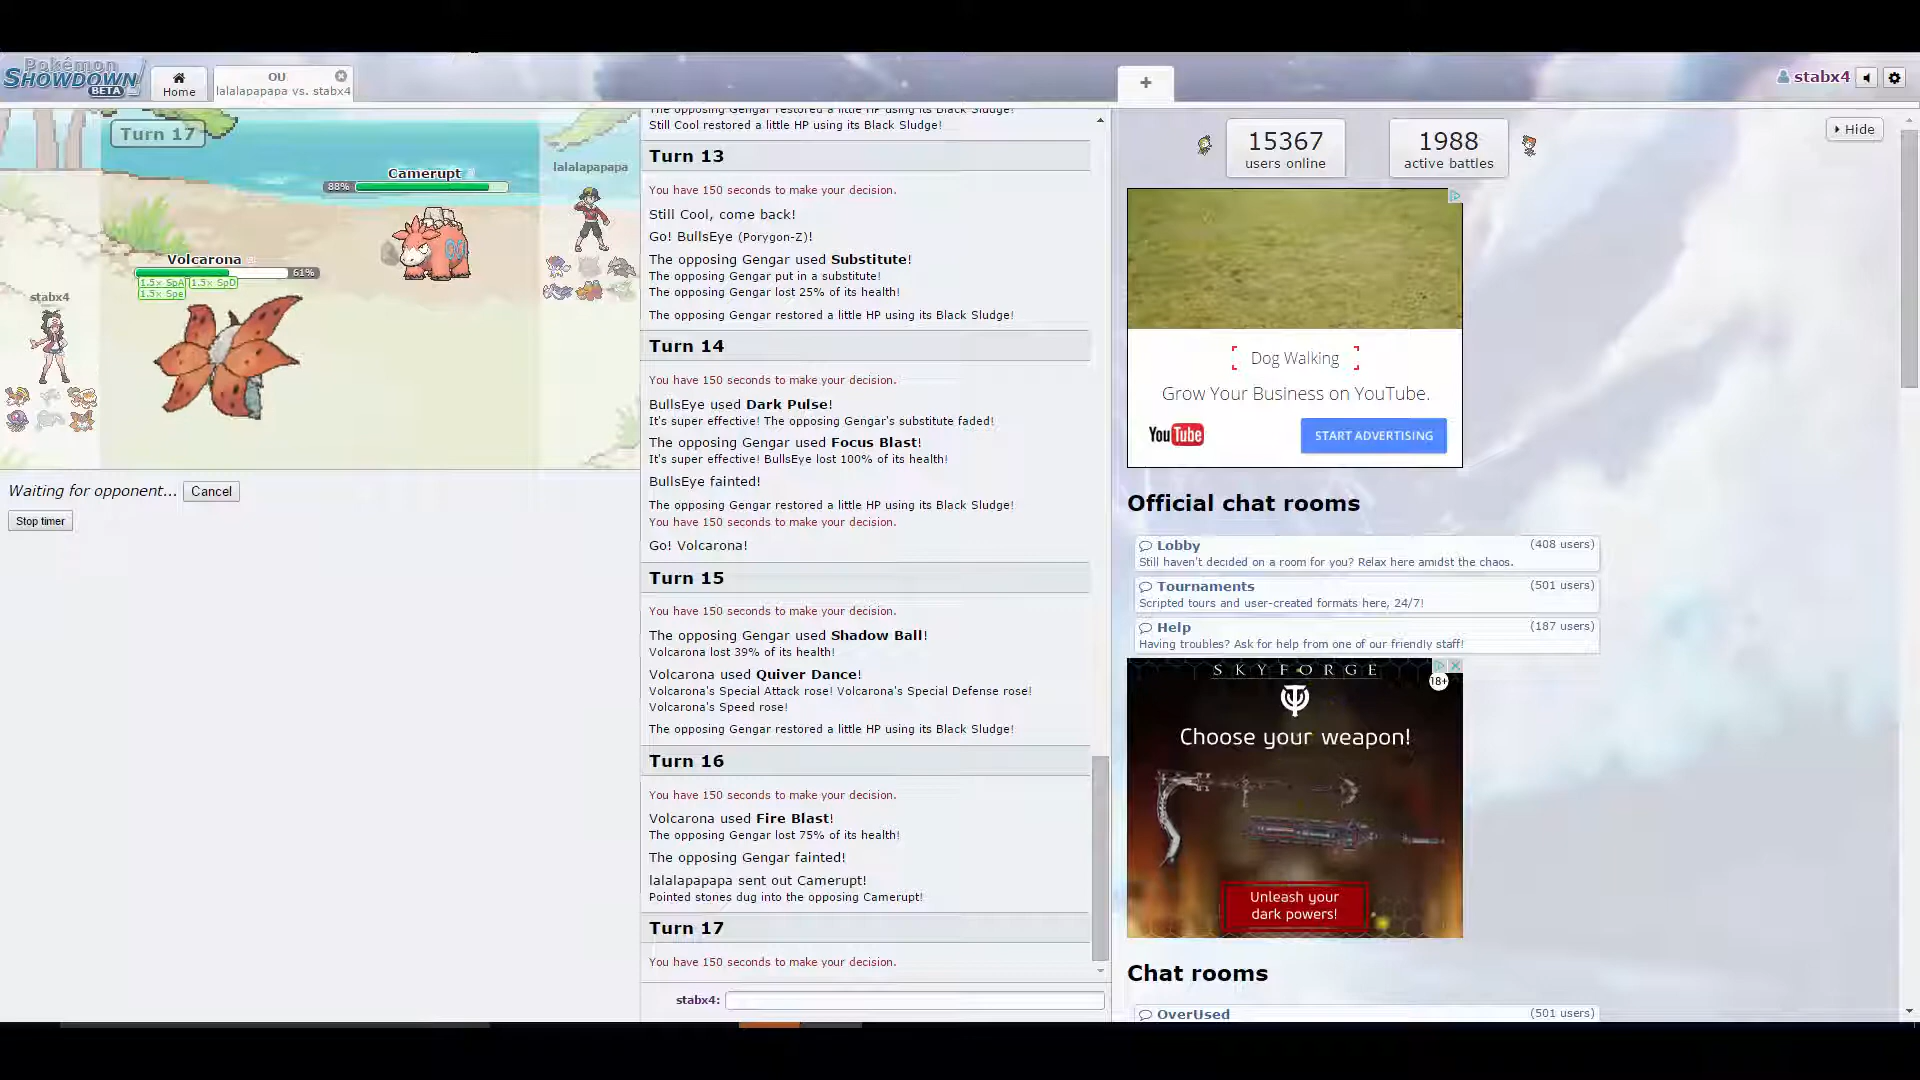 Pokémon
SHOWDOWN
BETA
Home
OU
lalalapapapa vs. stabx4
+
stabx4
Turn 17
Camerupt
88%
lalalapapapa
Volcarona
61%
1.5× SpA 1.5× SpD
1.5× Spe
stabx4
Waiting for opponent... Cancel
Stop timer
The opposing Gengar restored a little HP using its Black Sludge!
Still Cool restored a little HP using its Black Sludge!
Turn 13
You have 150 seconds to make your decision.
Still Cool, come back!
Go! BullsEye (Porygon-Z)!
The opposing Gengar used Substitute!
The opposing Gengar put in a substitute!
The opposing Gengar lost 25% of its health!
The opposing Gengar restored a little HP using its Black Sludge!
Turn 14
You have 150 seconds to make your decision.
BullsEye used Dark Pulse!
It's super effective! The opposing Gengar's substitute faded!
The opposing Gengar used Focus Blast!
It's super effective! BullsEye lost 100% of its health!
BullsEye fainted!
The opposing Gengar restored a little HP using its Black Sludge!
You have 150 seconds to make your decision.
Go! Volcarona!
Turn 15
You have 150 seconds to make your decision.
The opposing Gengar used Shadow Ball!
Volcarona lost 39% of its health!
Volcarona used Quiver Dance!
Volcarona's Special Attack rose! Volcarona's Special Defense rose!
Volcarona's Speed rose!
The opposing Gengar restored a little HP using its Black Sludge!
Turn 16
You have 150 seconds to make your decision.
Volcarona used Fire Blast!
The opposing Gengar lost 75% of its health!
The opposing Gengar fainted!
lalalapapapa sent out Camerupt!
Pointed stones dug into the opposing Camerupt!
Turn 17
You have 150 seconds to make your decision.
stabx4:
Hide
15367
users online
1988
active battles
Dog Walking
Grow Your Business on YouTube.
YouTube
START ADVERTISING
Official chat rooms
Lobby (408 users)
Still haven't decided on a room for you? Relax here amidst the chaos.
Tournaments (501 users)
Scripted tours and user-created formats here, 24/7!
Help (187 users)
Having troubles? Ask for help from one of our friendly staff!
SKYFORGE
18+
Choose your weapon!
Unleash your
dark powers!
Chat rooms
OverUsed (501 users)